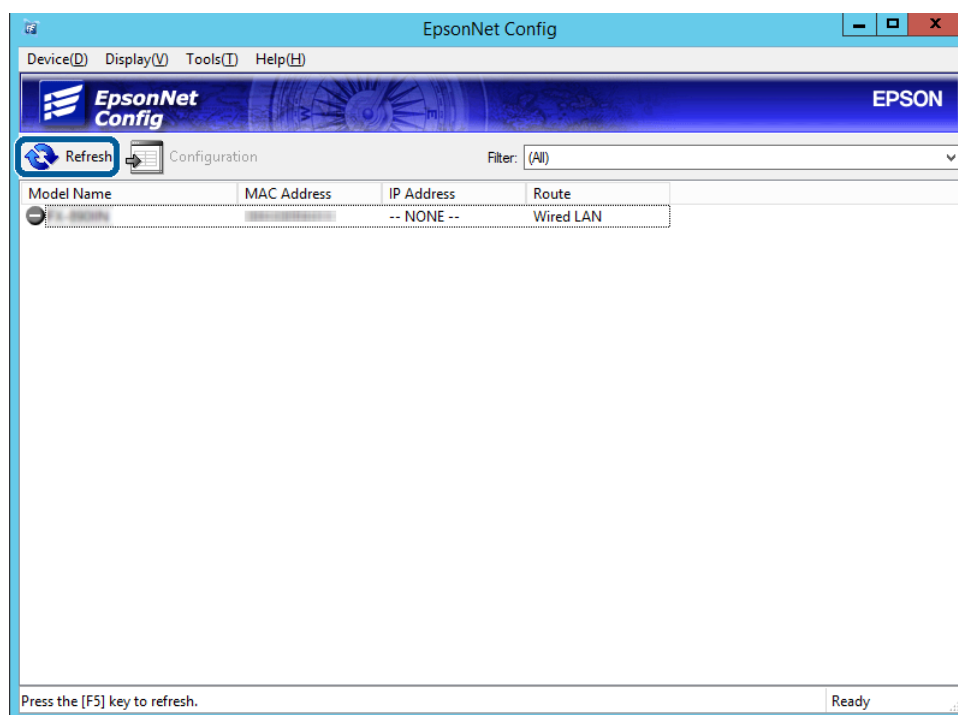 EpsonNet Config
Device(D) Display(V) Tools(T) Help(H)
EpsonNet
Config
EPSON
Refresh Configuration Filter: (All)
Model Name MAC Address IP Address Route
-- NONE -- Wired LAN
Press the [F5] key to refresh. Ready